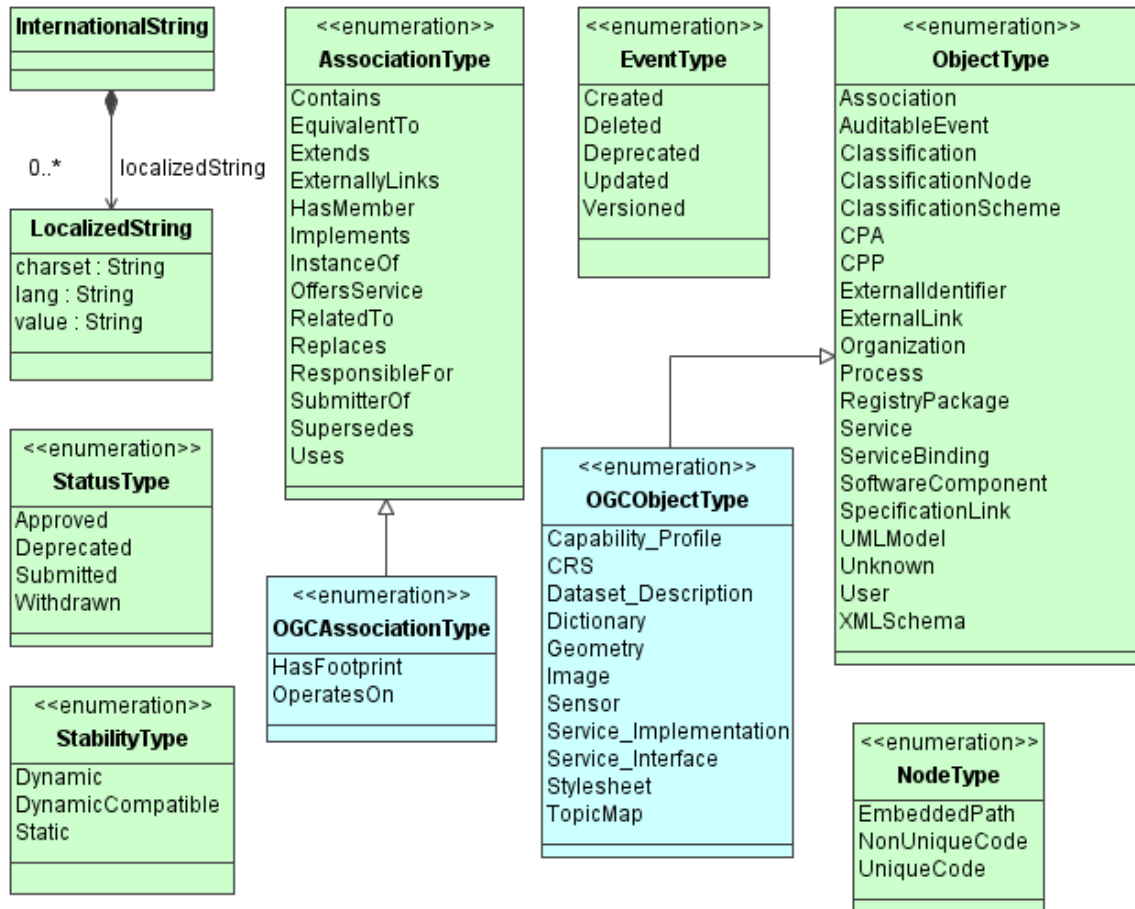 InternationalString
0..*
localizedString
LocalizedString
charset : String
lang : String
value : String
<<enumeration>>
StatusType
Approved
Deprecated
Submitted
Withdrawn
<<enumeration>>
StabilityType
Dynamic
DynamicCompatible
Static
<<enumeration>>
AssociationType
Contains
EquivalentTo
Extends
ExternallyLinks
HasMember
Implements
InstanceOf
OffersService
RelatedTo
Replaces
ResponsibleFor
SubmitterOf
Supersedes
Uses
<<enumeration>>
OGCAssociationType
HasFootprint
OperatesOn
<<enumeration>>
EventType
Created
Deleted
Deprecated
Updated
Versioned
<<enumeration>>
OGCObjectType
Capability_Profile
CRS
Dataset_Description
Dictionary
Geometry
Image
Sensor
Service_Implementation
Service_Interface
Stylesheet
TopicMap
<<enumeration>>
ObjectType
Association
AuditableEvent
Classification
ClassificationNode
ClassificationScheme
CPA
CPP
ExternalIdentifier
ExternalLink
Organization
Process
RegistryPackage
Service
ServiceBinding
SoftwareComponent
SpecificationLink
UMLModel
Unknown
User
XMLSchema
<<enumeration>>
NodeType
EmbeddedPath
NonUniqueCode
UniqueCode